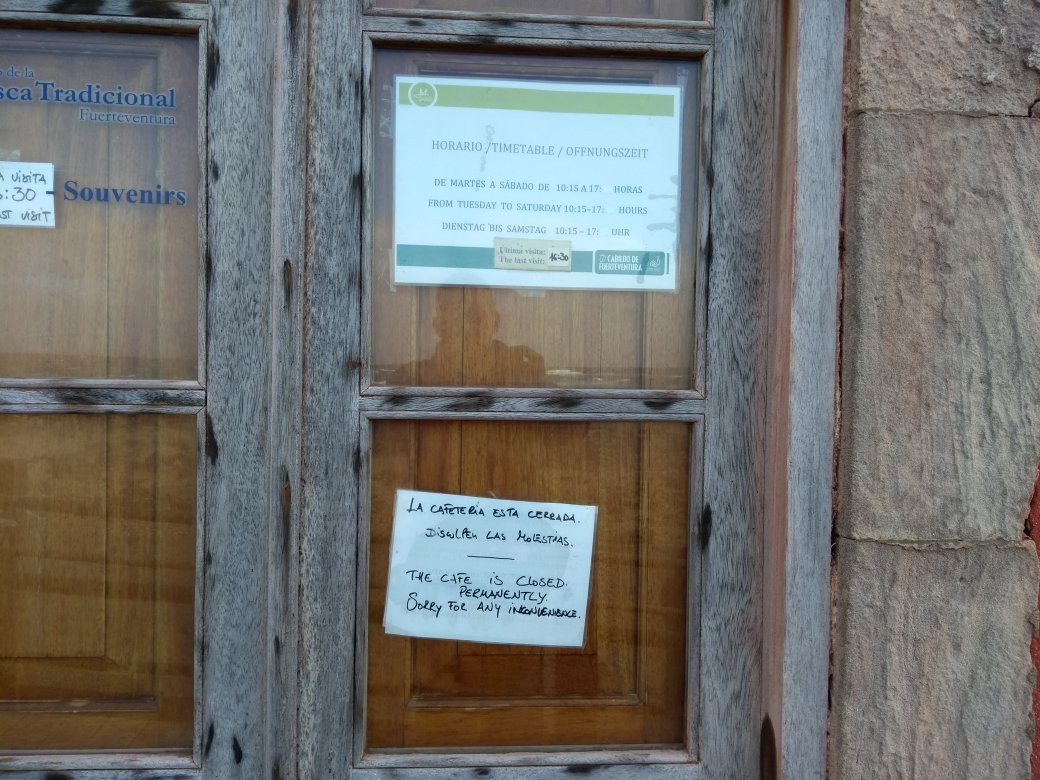 de la
sca Tradicional
Fuerteventura
VISITA
:30
VISIT
Souvenirs
HORARIO /TIMETABLE / OFFNUNGSZEIT
DE MARTES A SÁBADO DE 10:15 A 17: HORAS
FROM TUESDAY TO SATURDAY 10:15-17: HOURS
DIENSTAG BIS SAMSTAG 10:15 - 17: UHR
Última visita:
The last visit: 16:30
CABILDO DE
FUERTEVENTURA
LA CAFETERIA ESTA CERRADA.
DISCULPEN LAS MOLESTIAS.
THE CAFE IS CLOSED.
PERMANENTLY.
SORRY FOR ANY INCONVENIENCE.